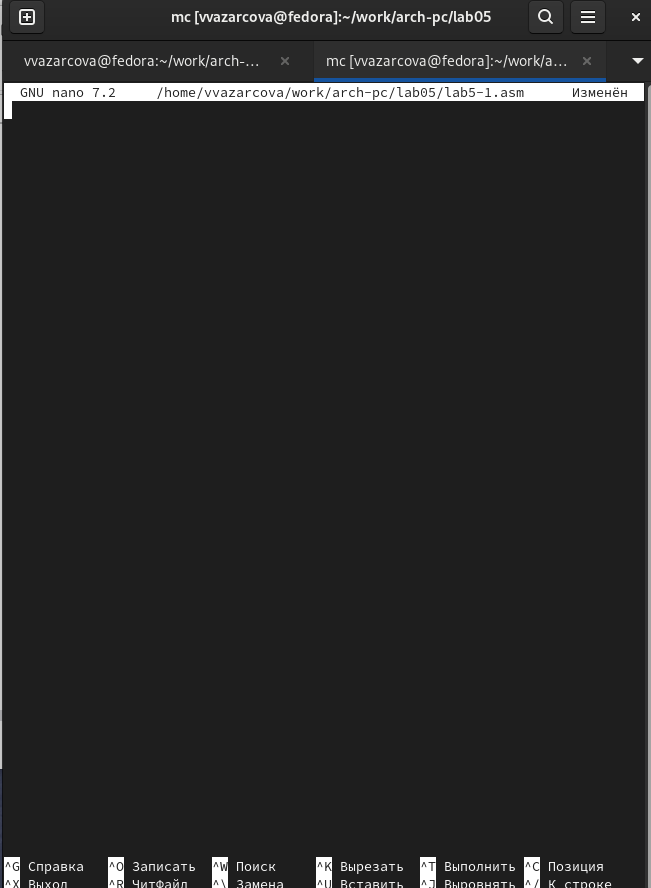 mc [vvazarcova@fedora]:~/work/arch-pc/lab05
vvazarcova@fedora:~/work/arch-… mc [vvazarcova@fedora]:~/work/a…
GNU nano 7.2 /home/vvazarcova/work/arch-pc/lab05/lab5-1.asm Изменён
^G Справка ^O Записать ^W Поиск ^K Вырезать ^T Выполнить ^C Позиция
^X Выход ^R ЧитФайл ^\ Замена ^U Вставить ^J Выровнять ^/ К строке